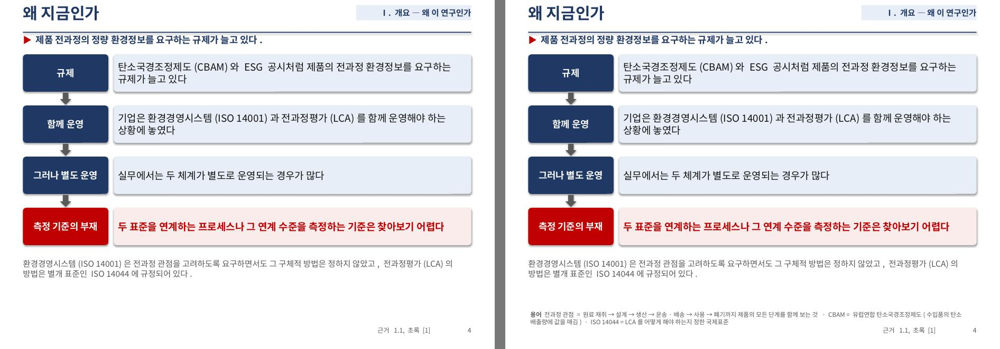 왜 지금인가
Ⅰ. 개요 — 왜 이 연구인가
▶ 제품 전과정의 정량 환경정보를 요구하는 규제가 늘고 있다 .
규제
탄소국경조정제도 (CBAM) 와 ESG 공시처럼 제품의 전과정 환경정보를 요구하는
규제가 늘고 있다
함께 운영
기업은 환경경영시스템 (ISO 14001) 과 전과정평가 (LCA) 를 함께 운영해야 하는
상황에 놓였다
그러나 별도 운영
실무에서는 두 체계가 별도로 운영되는 경우가 많다
측정 기준의 부재
두 표준을 연계하는 프로세스나 그 연계 수준을 측정하는 기준은 찾아보기 어렵다
환경경영시스템 (ISO 14001) 은 전과정 관점을 고려하도록 요구하면서도 그 구체적 방법은 정하지 않았고 , 전과정평가 (LCA) 의
방법은 별개 표준인 ISO 14044 에 규정되어 있다 .
근거 1.1, 초록 [1]
4
왜 지금인가
Ⅰ. 개요 — 왜 이 연구인가
▶ 제품 전과정의 정량 환경정보를 요구하는 규제가 늘고 있다 .
규제
탄소국경조정제도 (CBAM) 와 ESG 공시처럼 제품의 전과정 환경정보를 요구하는
규제가 늘고 있다
함께 운영
기업은 환경경영시스템 (ISO 14001) 과 전과정평가 (LCA) 를 함께 운영해야 하는
상황에 놓였다
그러나 별도 운영
실무에서는 두 체계가 별도로 운영되는 경우가 많다
측정 기준의 부재
두 표준을 연계하는 프로세스나 그 연계 수준을 측정하는 기준은 찾아보기 어렵다
환경경영시스템 (ISO 14001) 은 전과정 관점을 고려하도록 요구하면서도 그 구체적 방법은 정하지 않았고 , 전과정평가 (LCA) 의
방법은 별개 표준인 ISO 14044 에 규정되어 있다 .
용어 전과정 관점 = 원료 채취 → 설계 → 생산 → 운송 · 배송 → 사용 → 폐기까지 제품의 모든 단계를 함께 보는 것 · CBAM = 유럽연합 탄소국경조정제도 ( 수입품의 탄소
배출량에 값을 매김 ) · ISO 14044 = LCA 를 어떻게 해야 하는지 정한 국제표준
근거 1.1, 초록 [1]
4